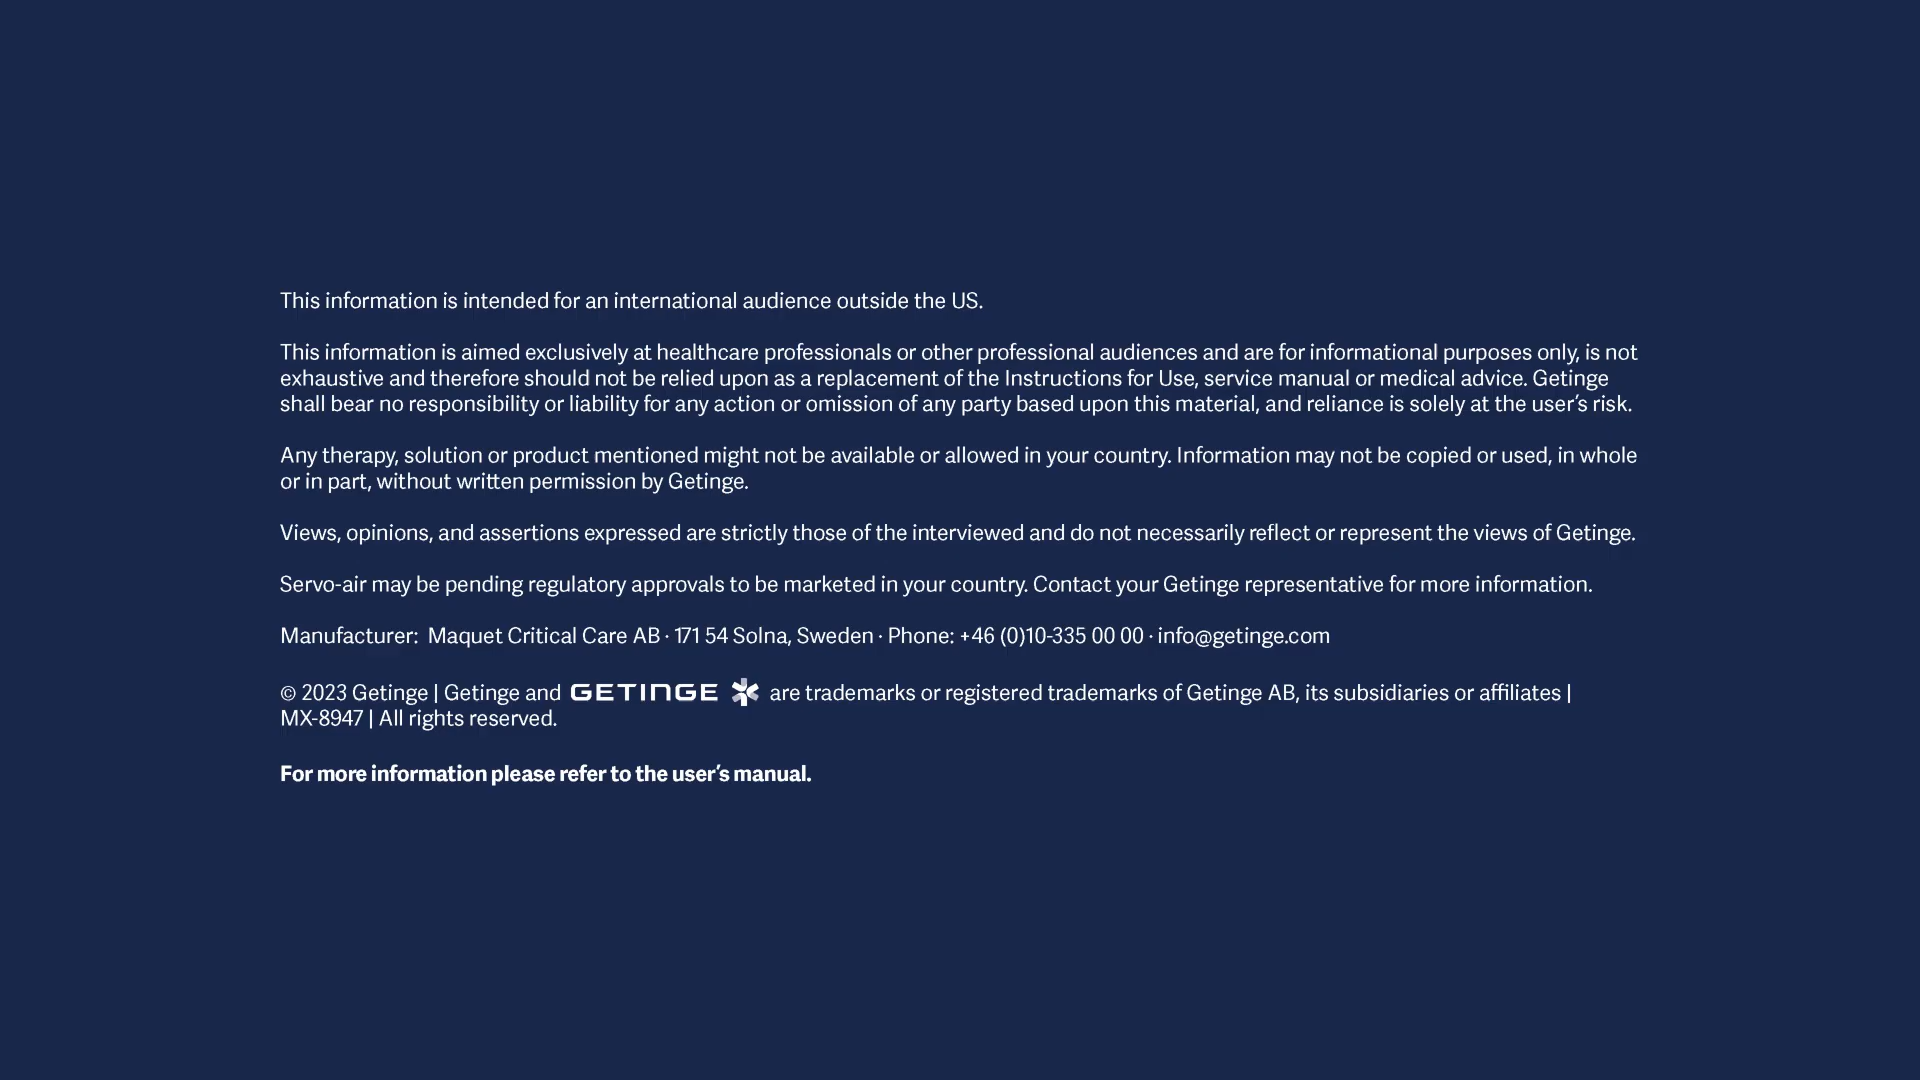 This information is intended for an international audience outside the US.
This information is aimed exclusively at healthcare professionals or other professional audiences and are for informational purposes only, is not
exhaustive and therefore should not be relied upon as a replacement of the Instructions for Use, service manual or medical advice. Getinge
shall bear no responsibility or liability for any action or omission of any party based upon this material, and reliance is solely at the user’s risk.
Any therapy, solution or product mentioned might not be available or allowed in your country. Information may not be copied or used, in whole
or in part, without written permission by Getinge.
Views, opinions, and assertions expressed are strictly those of the interviewed and do not necessarily reflect or represent the views of Getinge.
Servo-air may be pending regulatory approvals to be marketed in your country. Contact your Getinge representative for more information.
Manufacturer:  Maquet Critical Care AB · 171 54 Solna, Sweden · Phone: +46 (0)10-335 00 00 · info@getinge.com
© 2023 Getinge | Getinge and GETINGE are trademarks or registered trademarks of Getinge AB, its subsidiaries or affiliates |
MX-8947 | All rights reserved.
For more information please refer to the user’s manual.